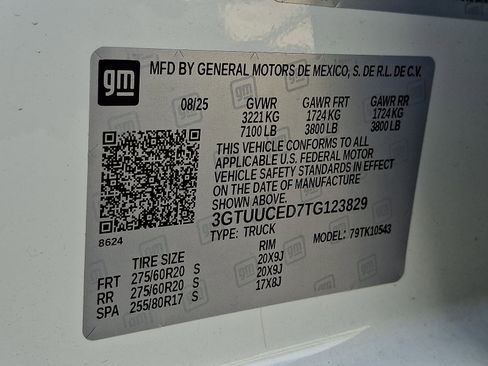 gm
MFD BY GENERAL MOTORS DE MEXICO, S. DE R.L. DE C.V.
08/25 GVWR GAWR FRT GAWR RR
3221 KG 1724 KG 1724 KG
7100 LB 3800 LB 3800 LB
THIS VEHICLE CONFORMS TO ALL
APPLICABLE U.S. FEDERAL MOTOR
VEHICLE SAFETY STANDARDS IN
EFFECT ON THE DATE OF MANUFACTURE
SHOWN ABOVE.
3GTUUCED7TG123829
TYPE: TRUCK MODEL: 79TK10543
8624
TIRE SIZE RIM
FRT 275/60R20 S 20X9J
RR 275/60R20 S 20X9J
SPA 255/80R17 S 17X8J